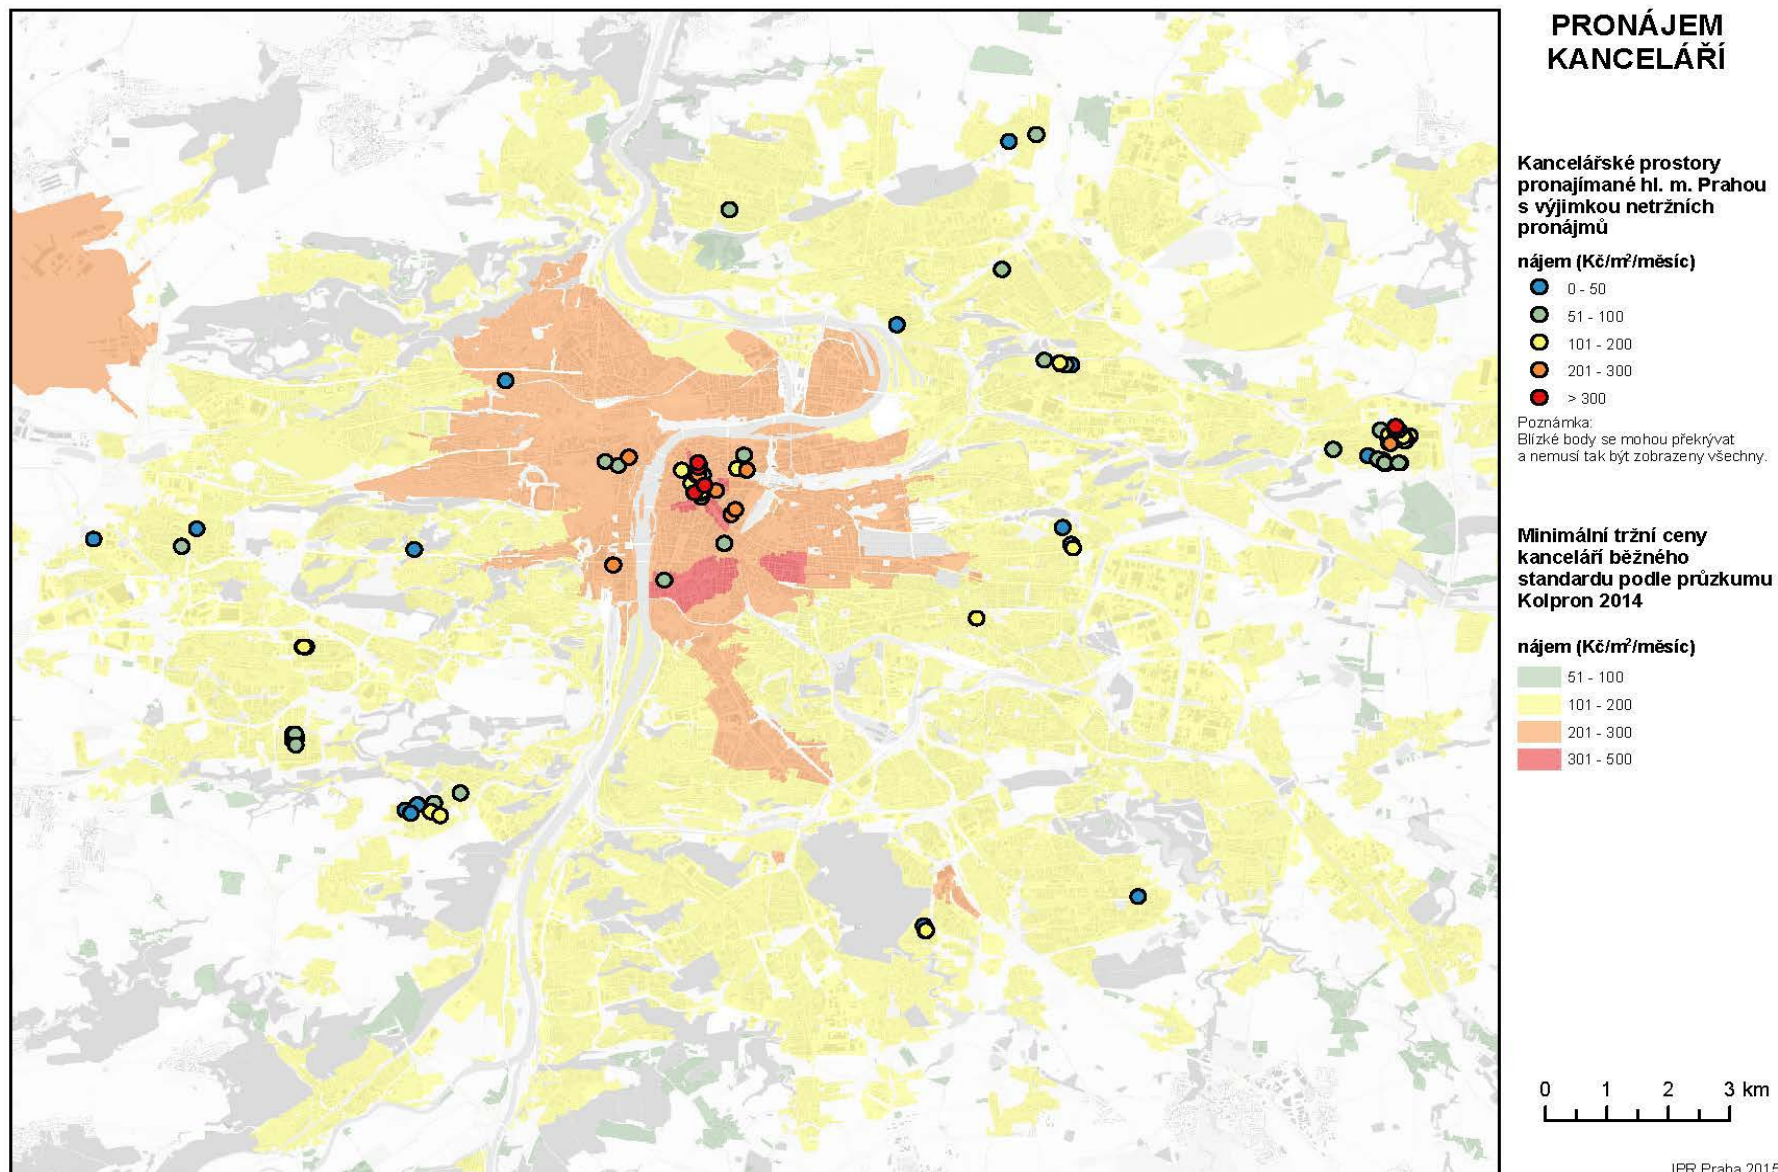 PRONÁJEM
KANCELÁŘÍ
Kancelářské prostory
pronajímané hl. m. Prahou
s výjimkou netržních
pronájmů
nájem (Kč/m²/měsíc)
0 - 50
51 - 100
101 - 200
201 - 300
> 300
Poznámka:
Blízké body se mohou překrývat
a nemusí tak být zobrazeny všechny.
Minimální tržní ceny
kanceláří běžného
standardu podle průzkumu
Kolpron 2014
nájem (Kč/m²/měsíc)
51 - 100
101 - 200
201 - 300
301 - 500
0 1 2 3 km
IPR Praha 2015